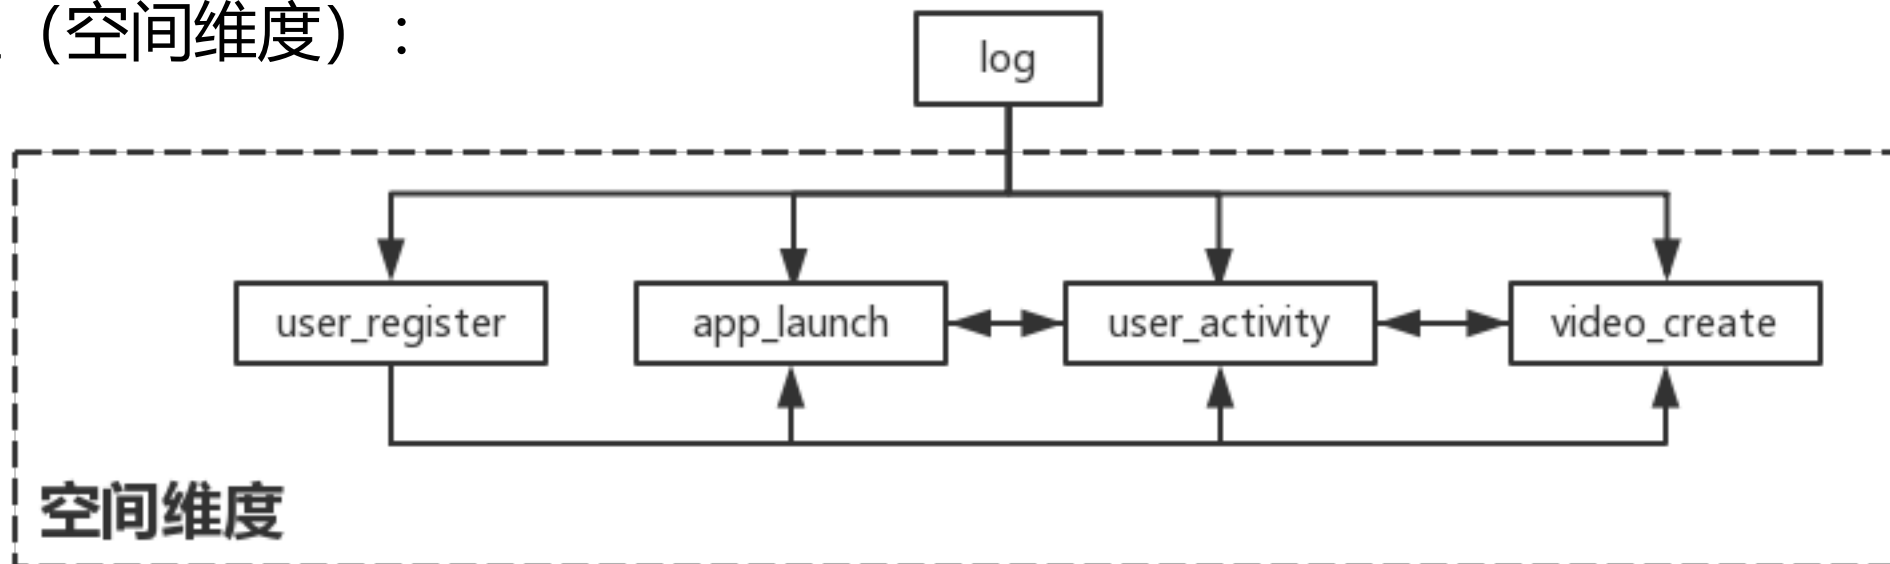 （空间维度）：
log
user_register
app_launch
user_activity
video_create
空间维度